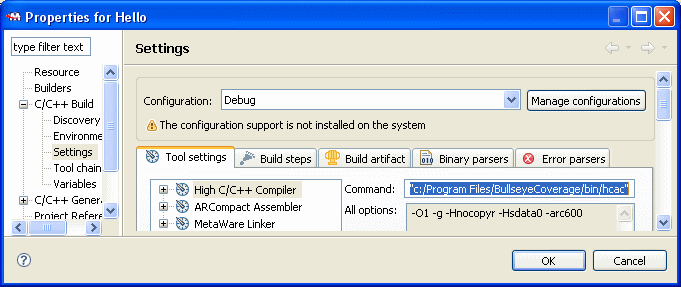 Properties for Hello
type filter text
Settings
Resource
Builders
C/C++ Build
Discovery
Environme
Settings
Tool chain
Variables
C/C++ Genera
Project Refere
Configuration: Debug Manage configurations
The configuration support is not installed on the system
Tool settings Build steps Build artifact Binary parsers Error parsers
High C/C++ Compiler
ARCompact Assembler
MetaWare Linker
Command: "c:/Program Files/BullseyeCoverage/bin/hcac"
All options: -O1 -g -Hnocopyr -Hsdata0 -arc600
? OK Cancel